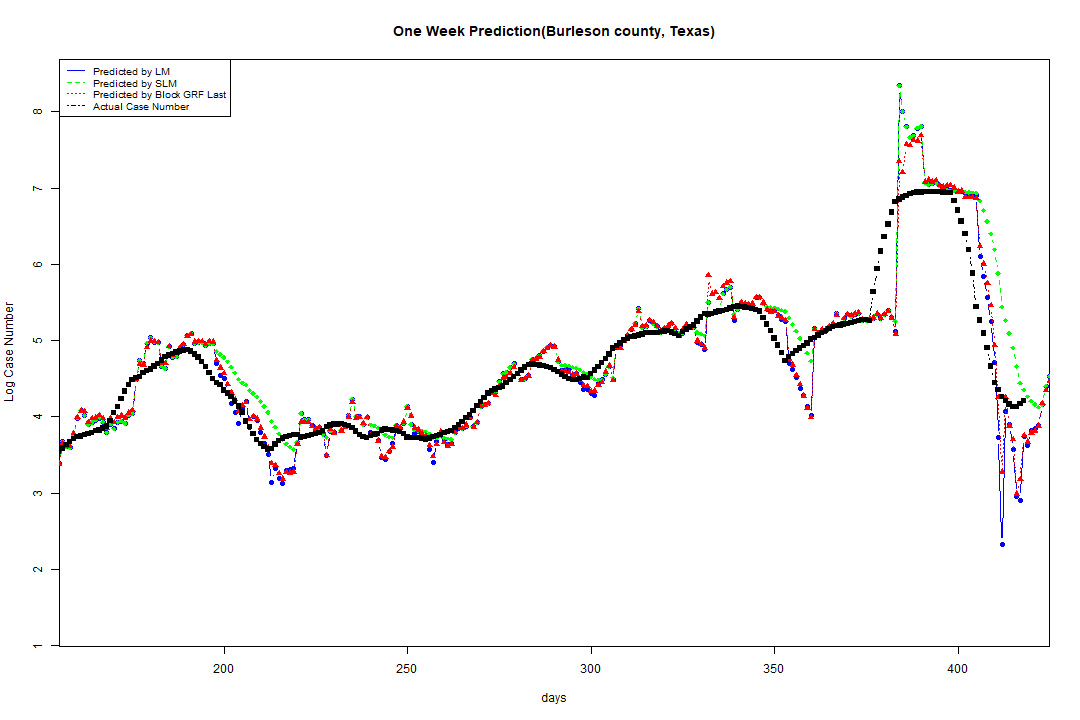 One Week Prediction(Burleson county, Texas)
Predicted by LM
Predicted by SLM
Predicted by Block GRF Last
Actual Case Number
8
7
6
5
4
3
2
1
Log Case Number
200 250 300 350 400
days